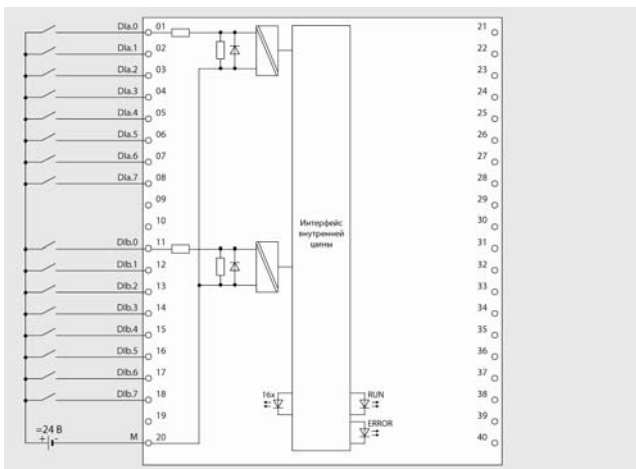 DIa.0 01
DIa.1 02
DIa.2 03
DIa.3 04
DIa.4 05
DIa.5 06
DIa.6 07
DIa.7 08
09
10
DIb.0 11
DIb.1 12
DIb.2 13
DIb.3 14
DIb.4 15
DIb.5 16
DIb.6 17
DIb.7 18
19
=24 В
+ -
M 20
Интерфейс
внутренней
шины
16x
RUN
ERROR
21
22
23
24
25
26
27
28
29
30
31
32
33
34
35
36
37
38
39
40